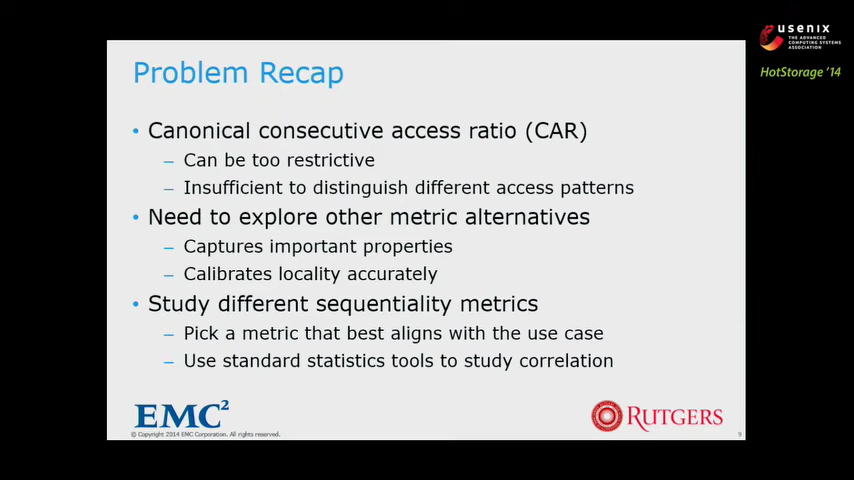 usenix
THE ADVANCED
COMPUTING SYSTEMS
ASSOCIATION
HotStorage '14
Problem Recap
• Canonical consecutive access ratio (CAR)
– Can be too restrictive
– Insufficient to distinguish different access patterns
• Need to explore other metric alternatives
– Captures important properties
– Calibrates locality accurately
• Study different sequentiality metrics
– Pick a metric that best aligns with the use case
– Use standard statistics tools to study correlation
EMC²
RUTGERS
© Copyright 2014 EMC Corporation. All rights reserved.
9